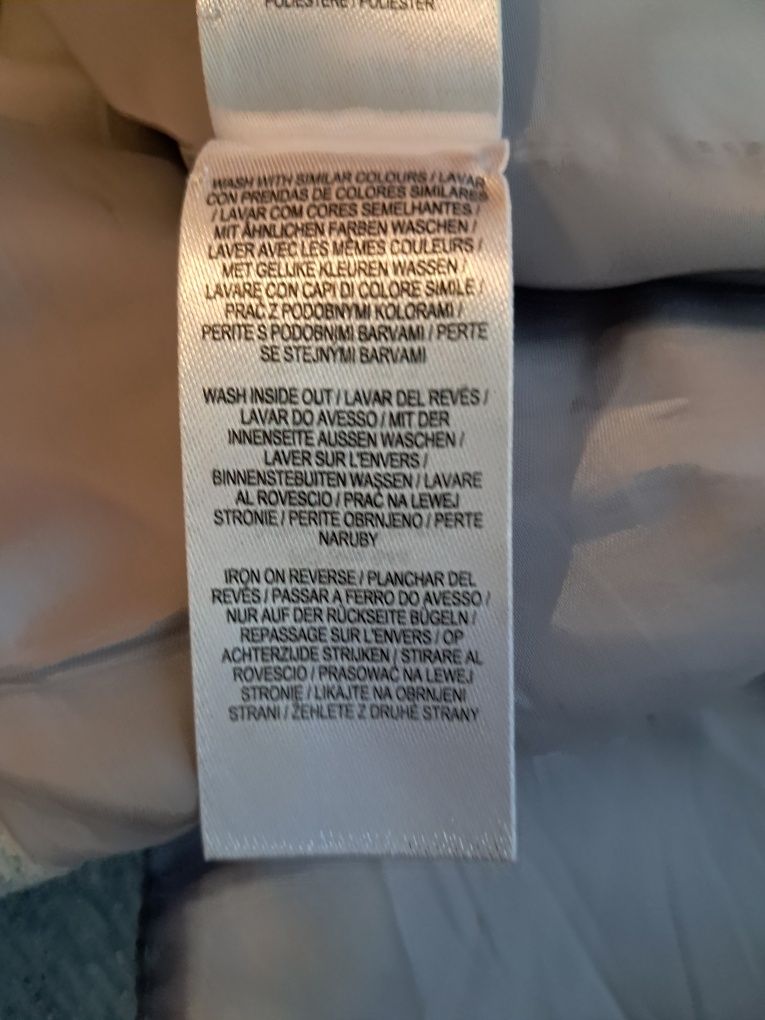 POLIESTERE / POLIESTER
WASH WITH SIMILAR COLOURS / LAVAR
CON PRENDAS DE COLORES SIMILARES
/ LAVAR COM CORES SEMELHANTES /
MIT ÄHNLICHEN FARBEN WASCHEN /
LAVER AVEC LES MÊMES COULEURS /
MET GELIJKE KLEUREN WASSEN /
LAVARE CON CAPI DI COLORE SIMILE /
PRAĆ Z PODOBNYMI KOLORAMI /
PERITE S PODOBNIMI BARVAMI / PERTE
SE STEJNÝMI BARVAMI
WASH INSIDE OUT / LAVAR DEL REVÉS /
LAVAR DO AVESSO / MIT DER
INNENSEITE AUSSEN WASCHEN /
LAVER SUR L'ENVERS /
BINNENSTEBUITEN WASSEN / LAVARE
AL ROVESCIO / PRAĆ NA LEWEJ
STRONIE / PERITE OBRNJENO / PERTE
NARUBY
IRON ON REVERSE / PLANCHAR DEL
REVÉS / PASSAR A FERRO DO AVESSO /
NUR AUF DER RÜCKSEITE BÜGELN /
REPASSAGE SUR L'ENVERS / OP
ACHTERZIJDE STRIJKEN / STIRARE AL
ROVESCIO / PRASOWAĆ NA LEWEJ
STRONIE / LIKAJTE NA OBRNJENI
STRANI / ŽEHLETE Z DRUHÉ STRANY